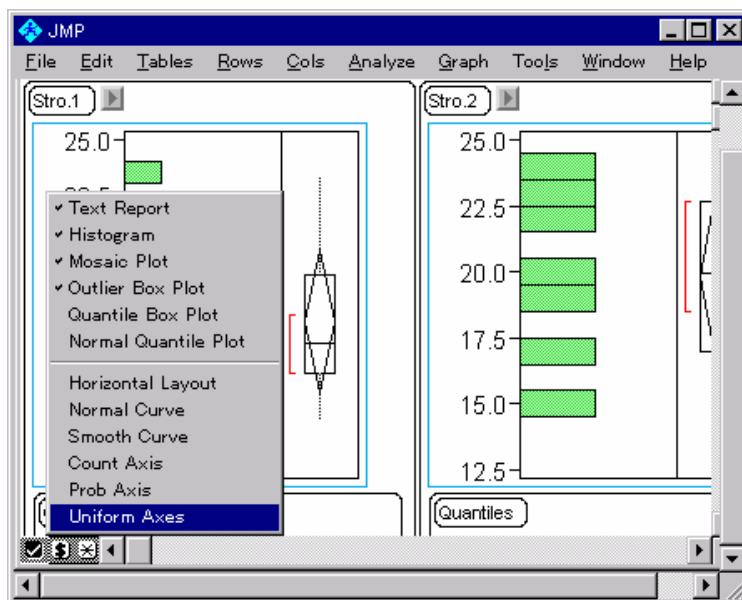 JMP
File Edit Tables Rows Cols Analyze Graph Tools Window Help
Stro.1
25.0
Text Report
Histogram
Mosaic Plot
Outlier Box Plot
Quantile Box Plot
Normal Quantile Plot
Horizontal Layout
Normal Curve
Smooth Curve
Count Axis
Prob Axis
Uniform Axes
$
Stro.2
25.0
22.5
20.0
17.5
15.0
12.5
Quantiles